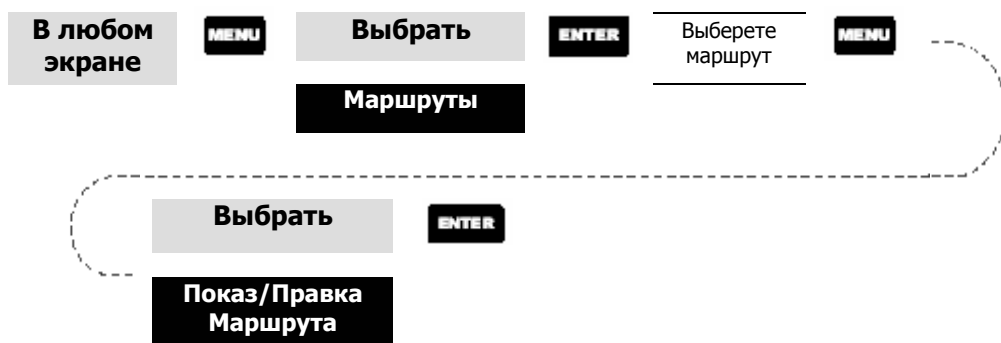 В любом
экране
MENU
Выбрать
Маршруты
ENTER
Выберете
маршрут
MENU
Выбрать
Показ/Правка
Маршрута
ENTER